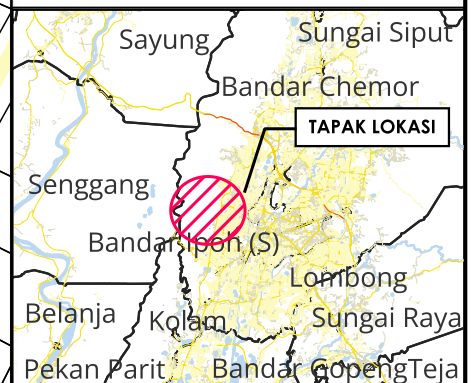 Sungai Siput
Sayung
Bandar Chemor
TAPAK LOKASI
Senggang
Bandar Ipoh (S)
Lombong
Belanja
Kolam
Sungai Raya
Pekan Parit
Bandar Gopeng
Teja